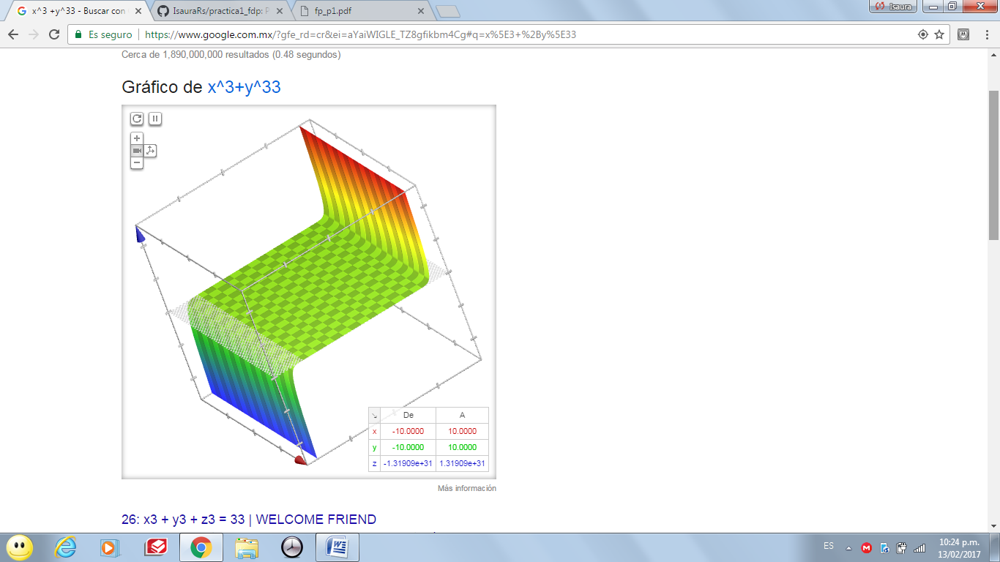 x^3 +y^33 - Buscar con
IsauraRs/practica1_fdp: P
fp_p1.pdf
Isaura
Es seguro
https://www.google.com.mx/?gfe_rd=cr&ei=aYaiWIGLE_TZ8gfikbm4Cg#q=x%5E3+%2By%5E33
Cerca de 1,890,000,000 resultados (0.48 segundos)
Gráfico de x^3+y^33
De A
x -10.0000 10.0000
y -10.0000 10.0000
z -1.31909e+31 1.31909e+31
Más información
26: x3 + y3 + z3 = 33 | WELCOME FRIEND
ES
10:24 p.m.
13/02/2017